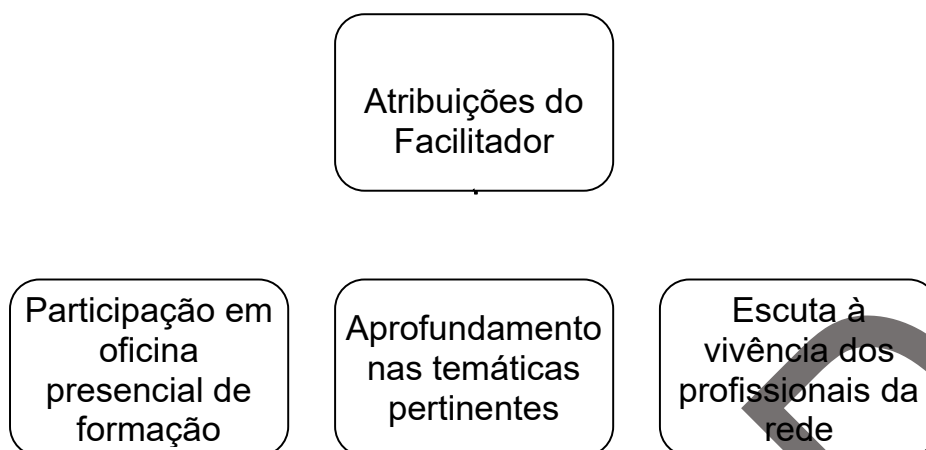 Atribuições do
Facilitador
Participação em
oficina
presencial de
formação
Aprofundamento
nas temáticas
pertinentes
Escuta à
vivência dos
profissionais da
rede